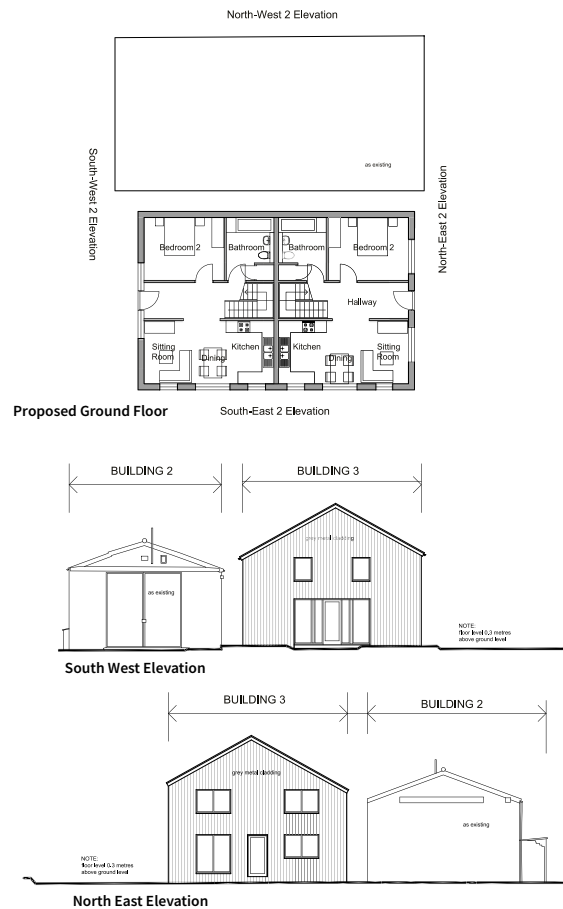 North-West 2 Elevation
as existing
South-West 2 Elevation
North-East 2 Elevation
Bedroom 2
Bathroom
Bathroom
Bedroom 2
Hallway
Sitting
Room
Dining
Kitchen
Kitchen
Dining
Sitting
Room
Proposed Ground Floor
South-East 2 Elevation
BUILDING 2
BUILDING 3
grey metal cladding
as existing
NOTE:
floor level 0.3 metres
above ground level
South West Elevation
BUILDING 3
BUILDING 2
grey metal cladding
as existing
NOTE:
floor level 0.3 metres
above ground level
North East Elevation